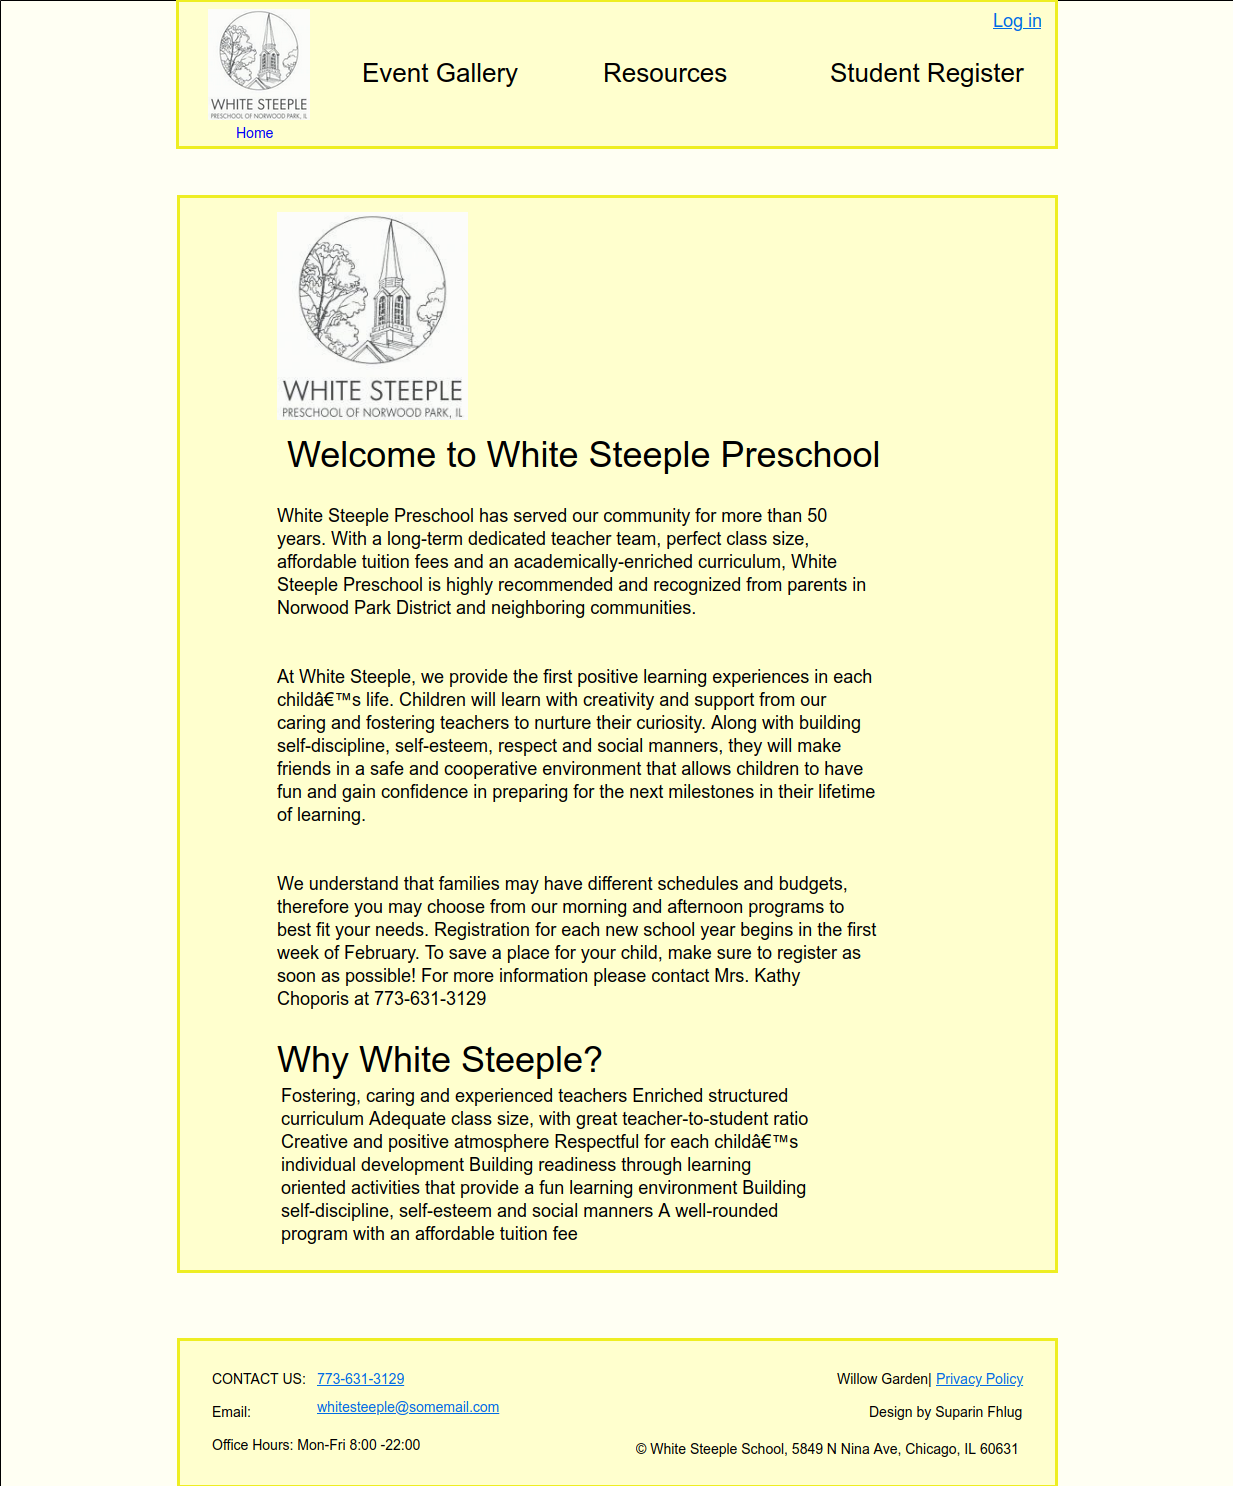 Log in
WHITE STEEPLE
PRESCHOOL OF NORWOOD PARK, IL
Home
Event Gallery
Resources
Student Register
WHITE STEEPLE
PRESCHOOL OF NORWOOD PARK, IL
Welcome to White Steeple Preschool
White Steeple Preschool has served our community for more than 50
years. With a long-term dedicated teacher team, perfect class size,
affordable tuition fees and an academically-enriched curriculum, White
Steeple Preschool is highly recommended and recognized from parents in
Norwood Park District and neighboring communities.
At White Steeple, we provide the first positive learning experiences in each
childâ€™s life. Children will learn with creativity and support from our
caring and fostering teachers to nurture their curiosity. Along with building
self-discipline, self-esteem, respect and social manners, they will make
friends in a safe and cooperative environment that allows children to have
fun and gain confidence in preparing for the next milestones in their lifetime
of learning.
We understand that families may have different schedules and budgets,
therefore you may choose from our morning and afternoon programs to
best fit your needs. Registration for each new school year begins in the first
week of February. To save a place for your child, make sure to register as
soon as possible! For more information please contact Mrs. Kathy
Choporis at 773-631-3129
Why White Steeple?
Fostering, caring and experienced teachers Enriched structured
curriculum Adequate class size, with great teacher-to-student ratio
Creative and positive atmosphere Respectful for each childâ€™s
individual development Building readiness through learning
oriented activities that provide a fun learning environment Building
self-discipline, self-esteem and social manners A well-rounded
program with an affordable tuition fee
CONTACT US: 773-631-3129
Email: whitesteeple@somemail.com
Office Hours: Mon-Fri 8:00 -22:00
Willow Garden| Privacy Policy
Design by Suparin Fhlug
© White Steeple School, 5849 N Nina Ave, Chicago, IL 60631